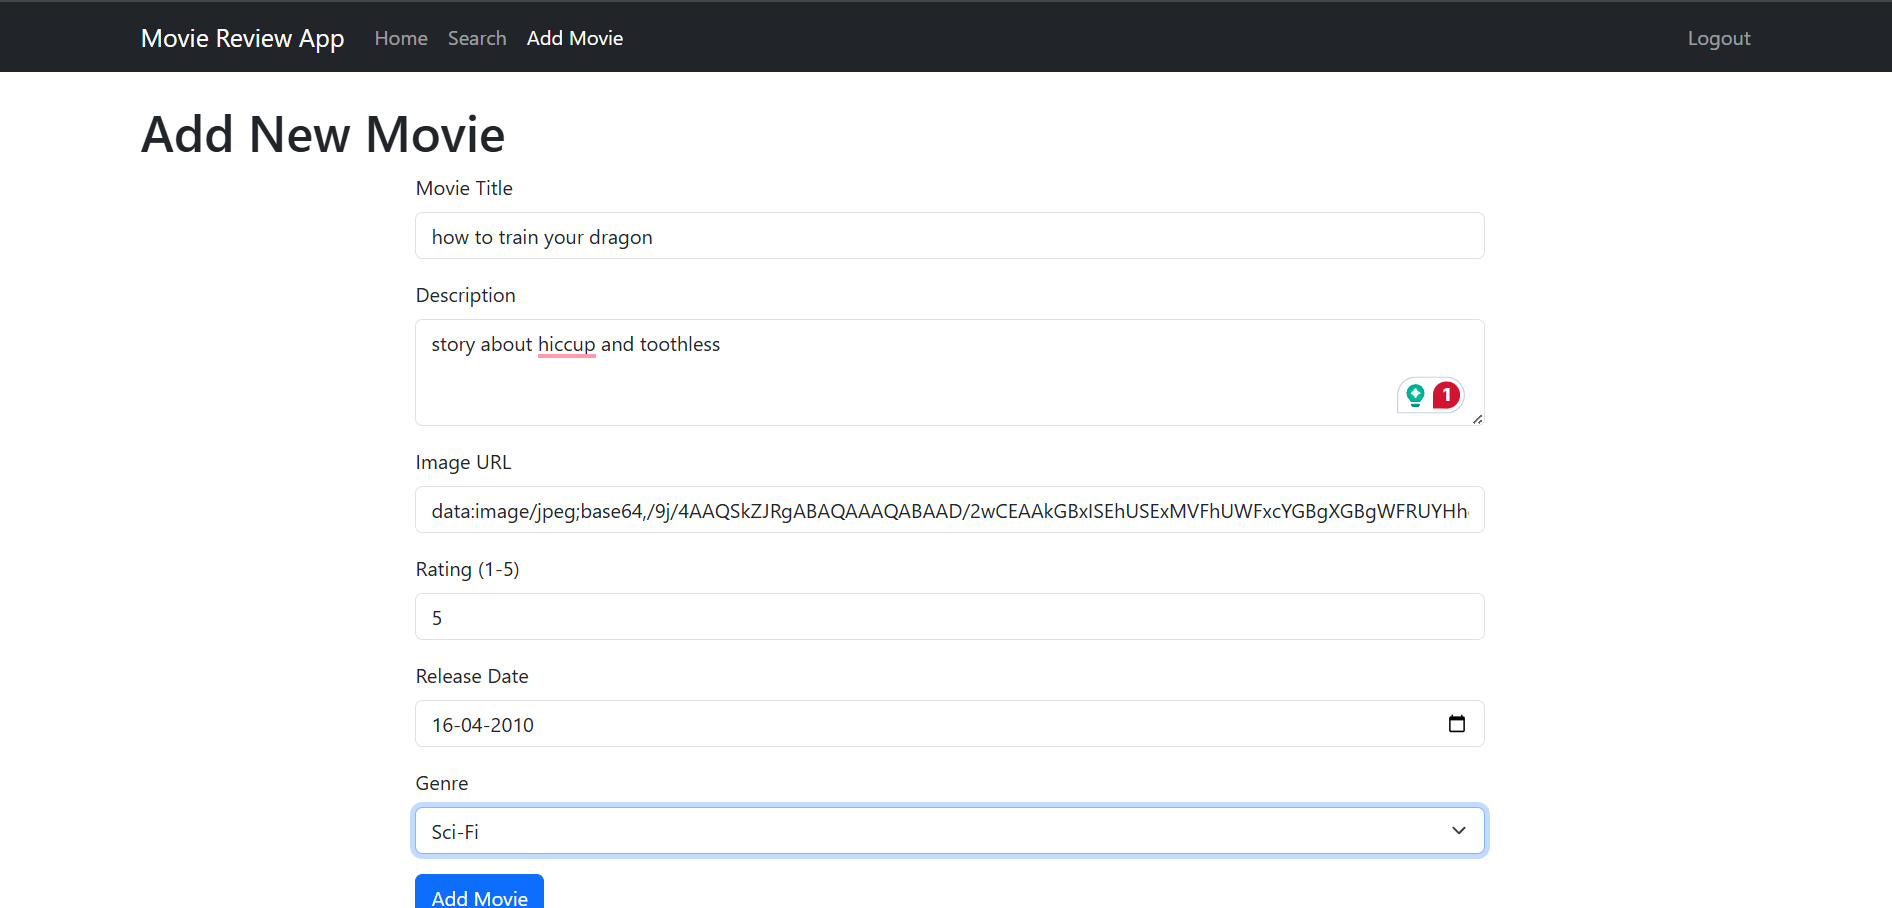 Movie Review App Home Search Add Movie Logout
Add New Movie
Movie Title
how to train your dragon
Description
story about hiccup and toothless
1
Image URL
data:image/jpeg;base64,/9j/4AAQSkZJRgABAQAAAQABAAD/2wCEAAkGBxISEhUSExMVFhUWFxcYGBgXGBgWFRUYHh
Rating (1-5)
5
Release Date
16-04-2010
Genre
Sci-Fi
Add Movie